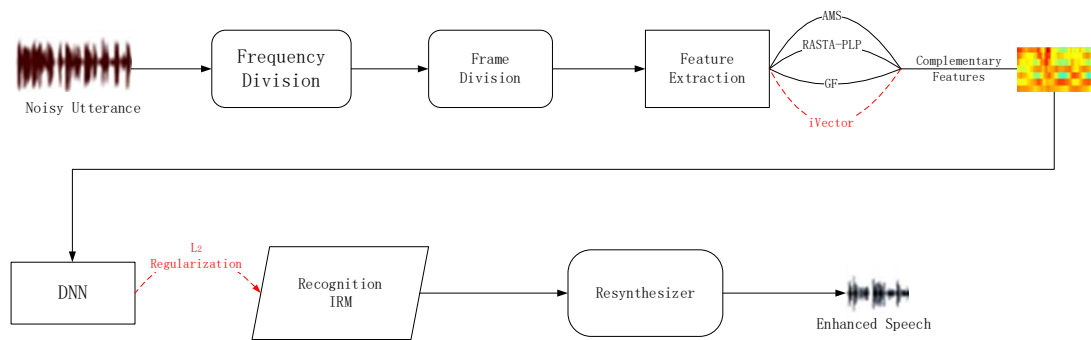 Noisy Utterance
Frequency
Division
Frame
Division
Feature
Extraction
AMS
RASTA-PLP
GF
iVector
Complementary
Features
DNN
L2
Regularization
Recognition
IRM
Resynthesizer
Enhanced Speech